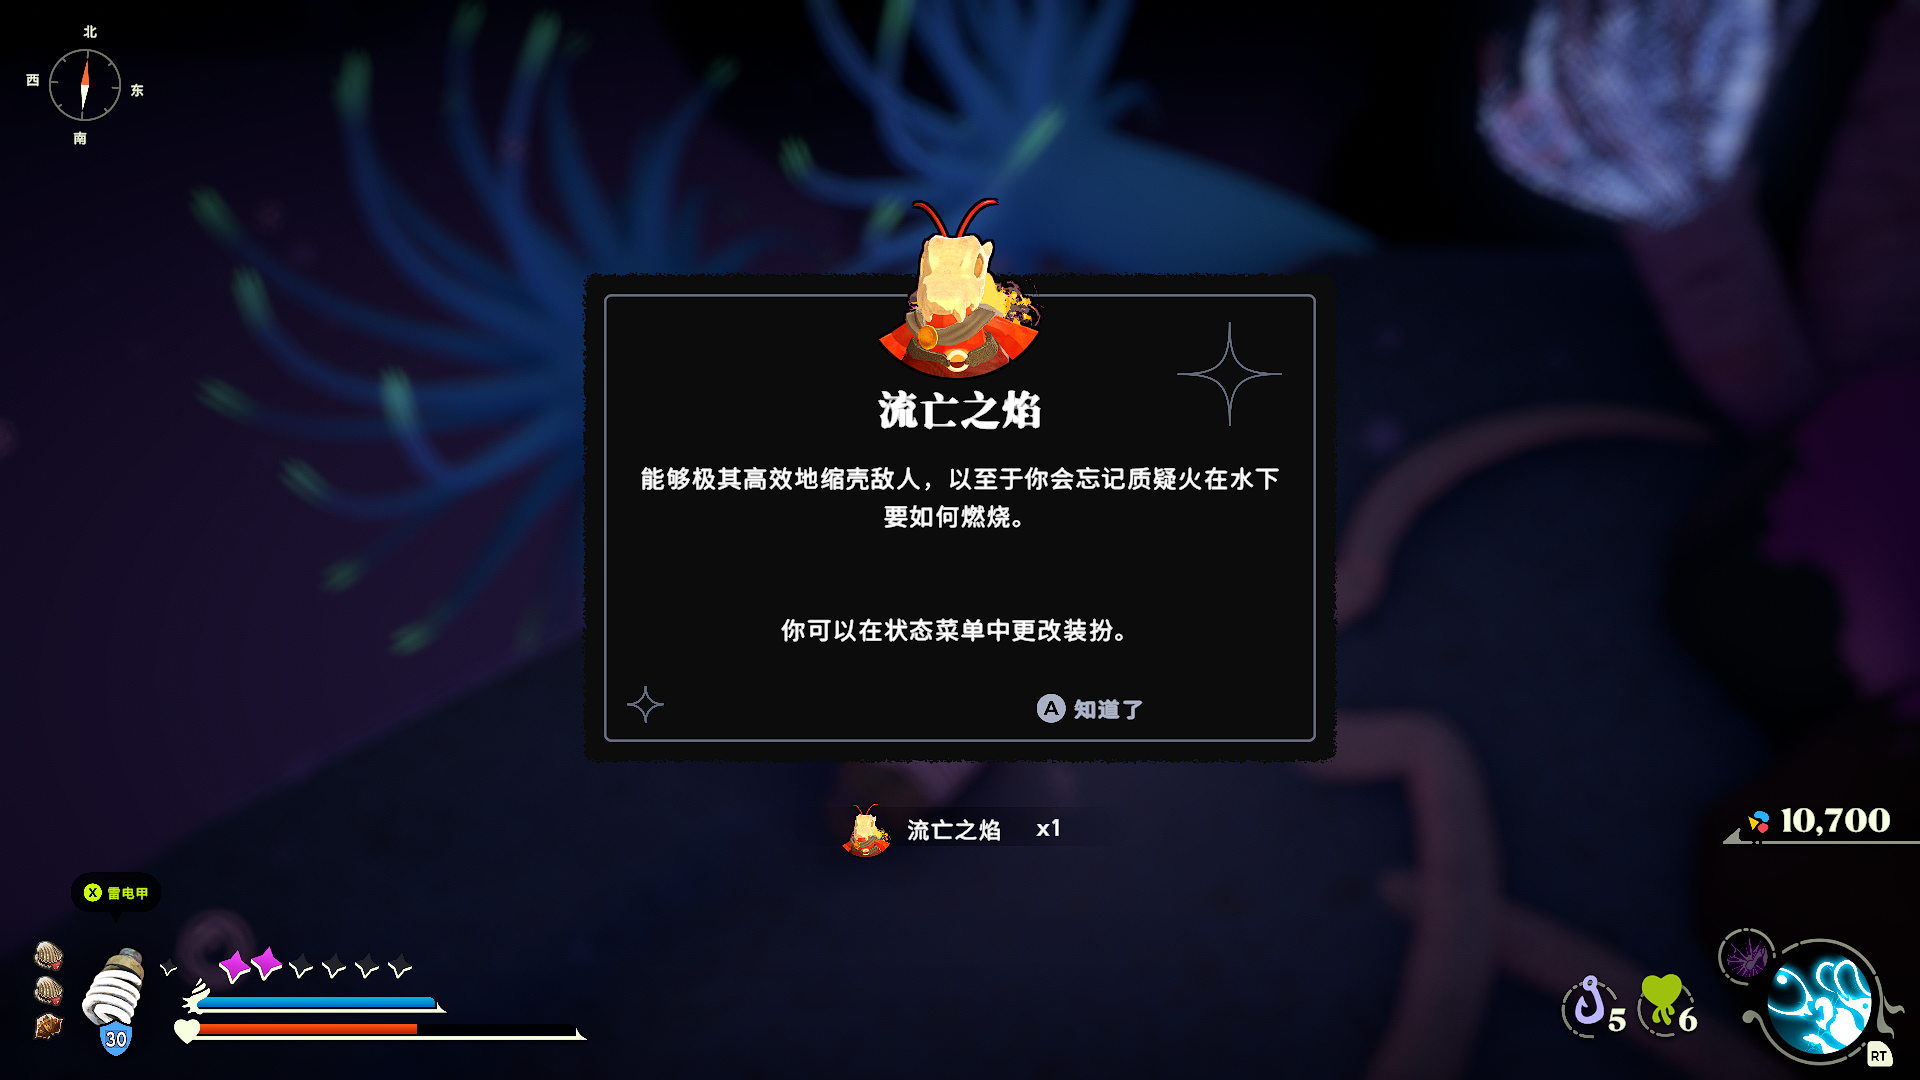 北
西
东
南
流亡之焰
能够极其高效地缩壳敌人，以至于你会忘记质疑火在水下
要如何燃烧。
你可以在状态菜单中更改装扮。
A 知道了
流亡之焰 x1
10,700
X 雷电甲
30
5
6
RT